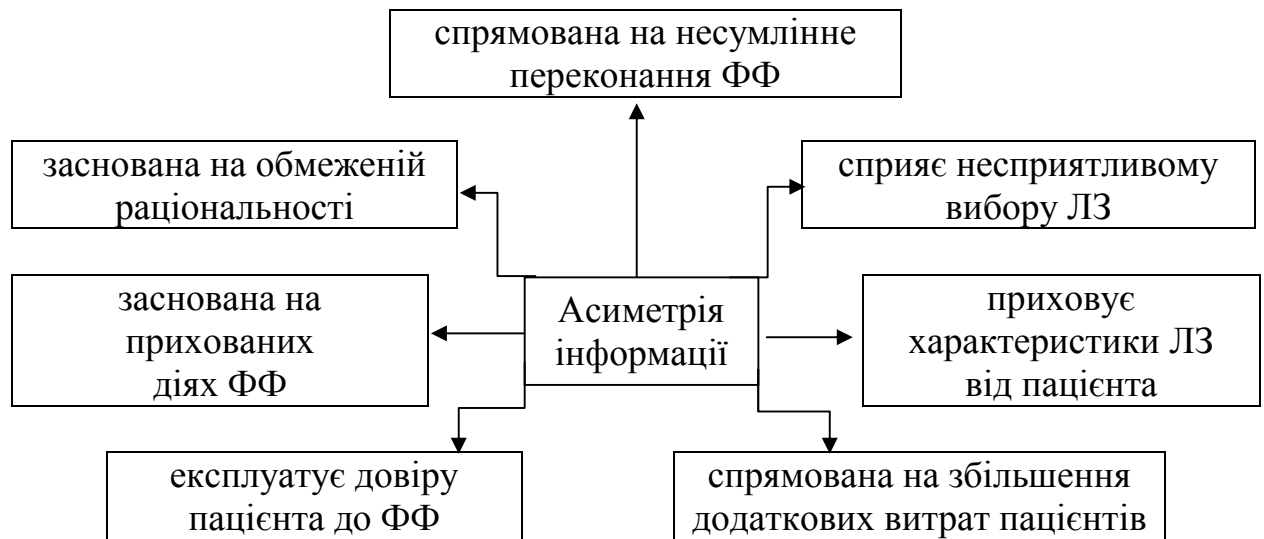 спрямована на несумлінне
переконання ФФ
заснована на обмеженій
раціональності
сприяє несприятливому
вибору ЛЗ
заснована на
прихованих
діях ФФ
Асиметрія
інформації
приховує
характеристики ЛЗ
від пацієнта
експлуатує довіру
пацієнта до ФФ
спрямована на збільшення
додаткових витрат пацієнтів